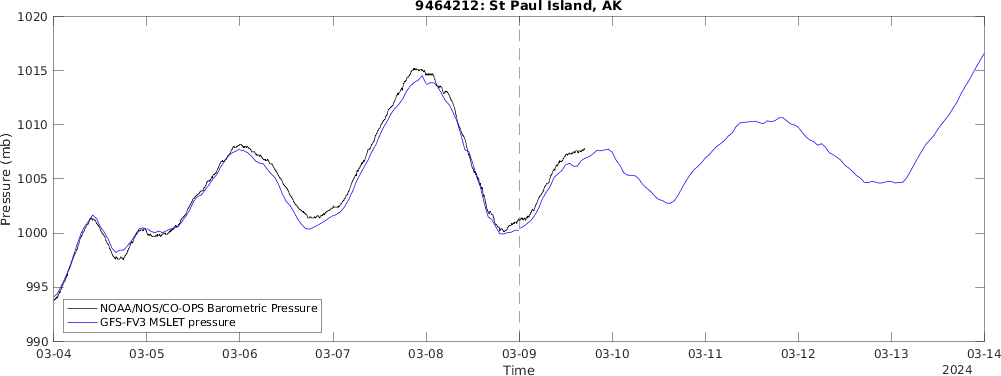 9464212: St Paul Island, AK
1020
1015
1010
1005
1000
995
990
Pressure (mb)
NOAA/NOS/CO-OPS Barometric Pressure
GFS-FV3 MSLET pressure
03-04 03-05 03-06 03-07 03-08 03-09 03-10 03-11 03-12 03-13 03-14
Time
2024